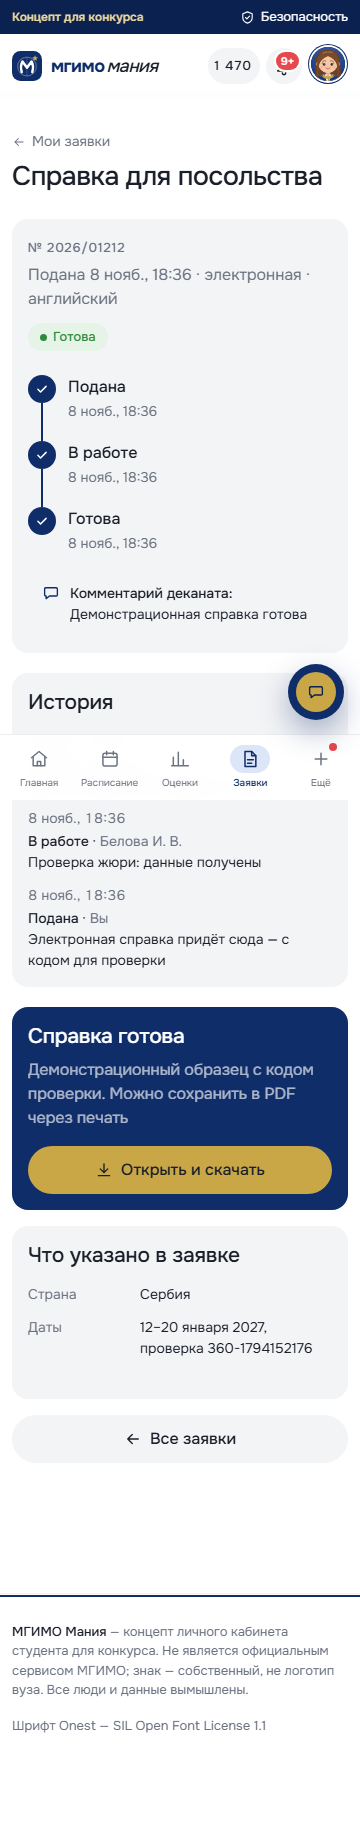 Концепт для конкурса
Безопасность
МГИМО мания
1 470
9+
← Мои заявки
Справка для посольства
№ 2026/01212
Подана 8 нояб., 18:36 · электронная ·
английский
Готова
Подана
8 нояб., 18:36
В работе
8 нояб., 18:36
Готова
8 нояб., 18:36
Комментарий деканата:
Демонстрационная справка готова
История
Главная
Расписание
Оценки
Заявки
Ещё
8 нояб., 18:36
В работе · Белова И. В.
Проверка жюри: данные получены
8 нояб., 18:36
Подана · Вы
Электронная справка придёт сюда — с
кодом для проверки
Справка готова
Демонстрационный образец с кодом
проверки. Можно сохранить в PDF
через печать
Открыть и скачать
Что указано в заявке
Страна
Сербия
Даты
12–20 января 2027,
проверка 360-1794152176
← Все заявки
МГИМО Мания — концепт личного кабинета
студента для конкурса. Не является официальным
сервисом МГИМО; знак — собственный, не логотип
вуза. Все люди и данные вымышлены.
Шрифт Onest — SIL Open Font License 1.1